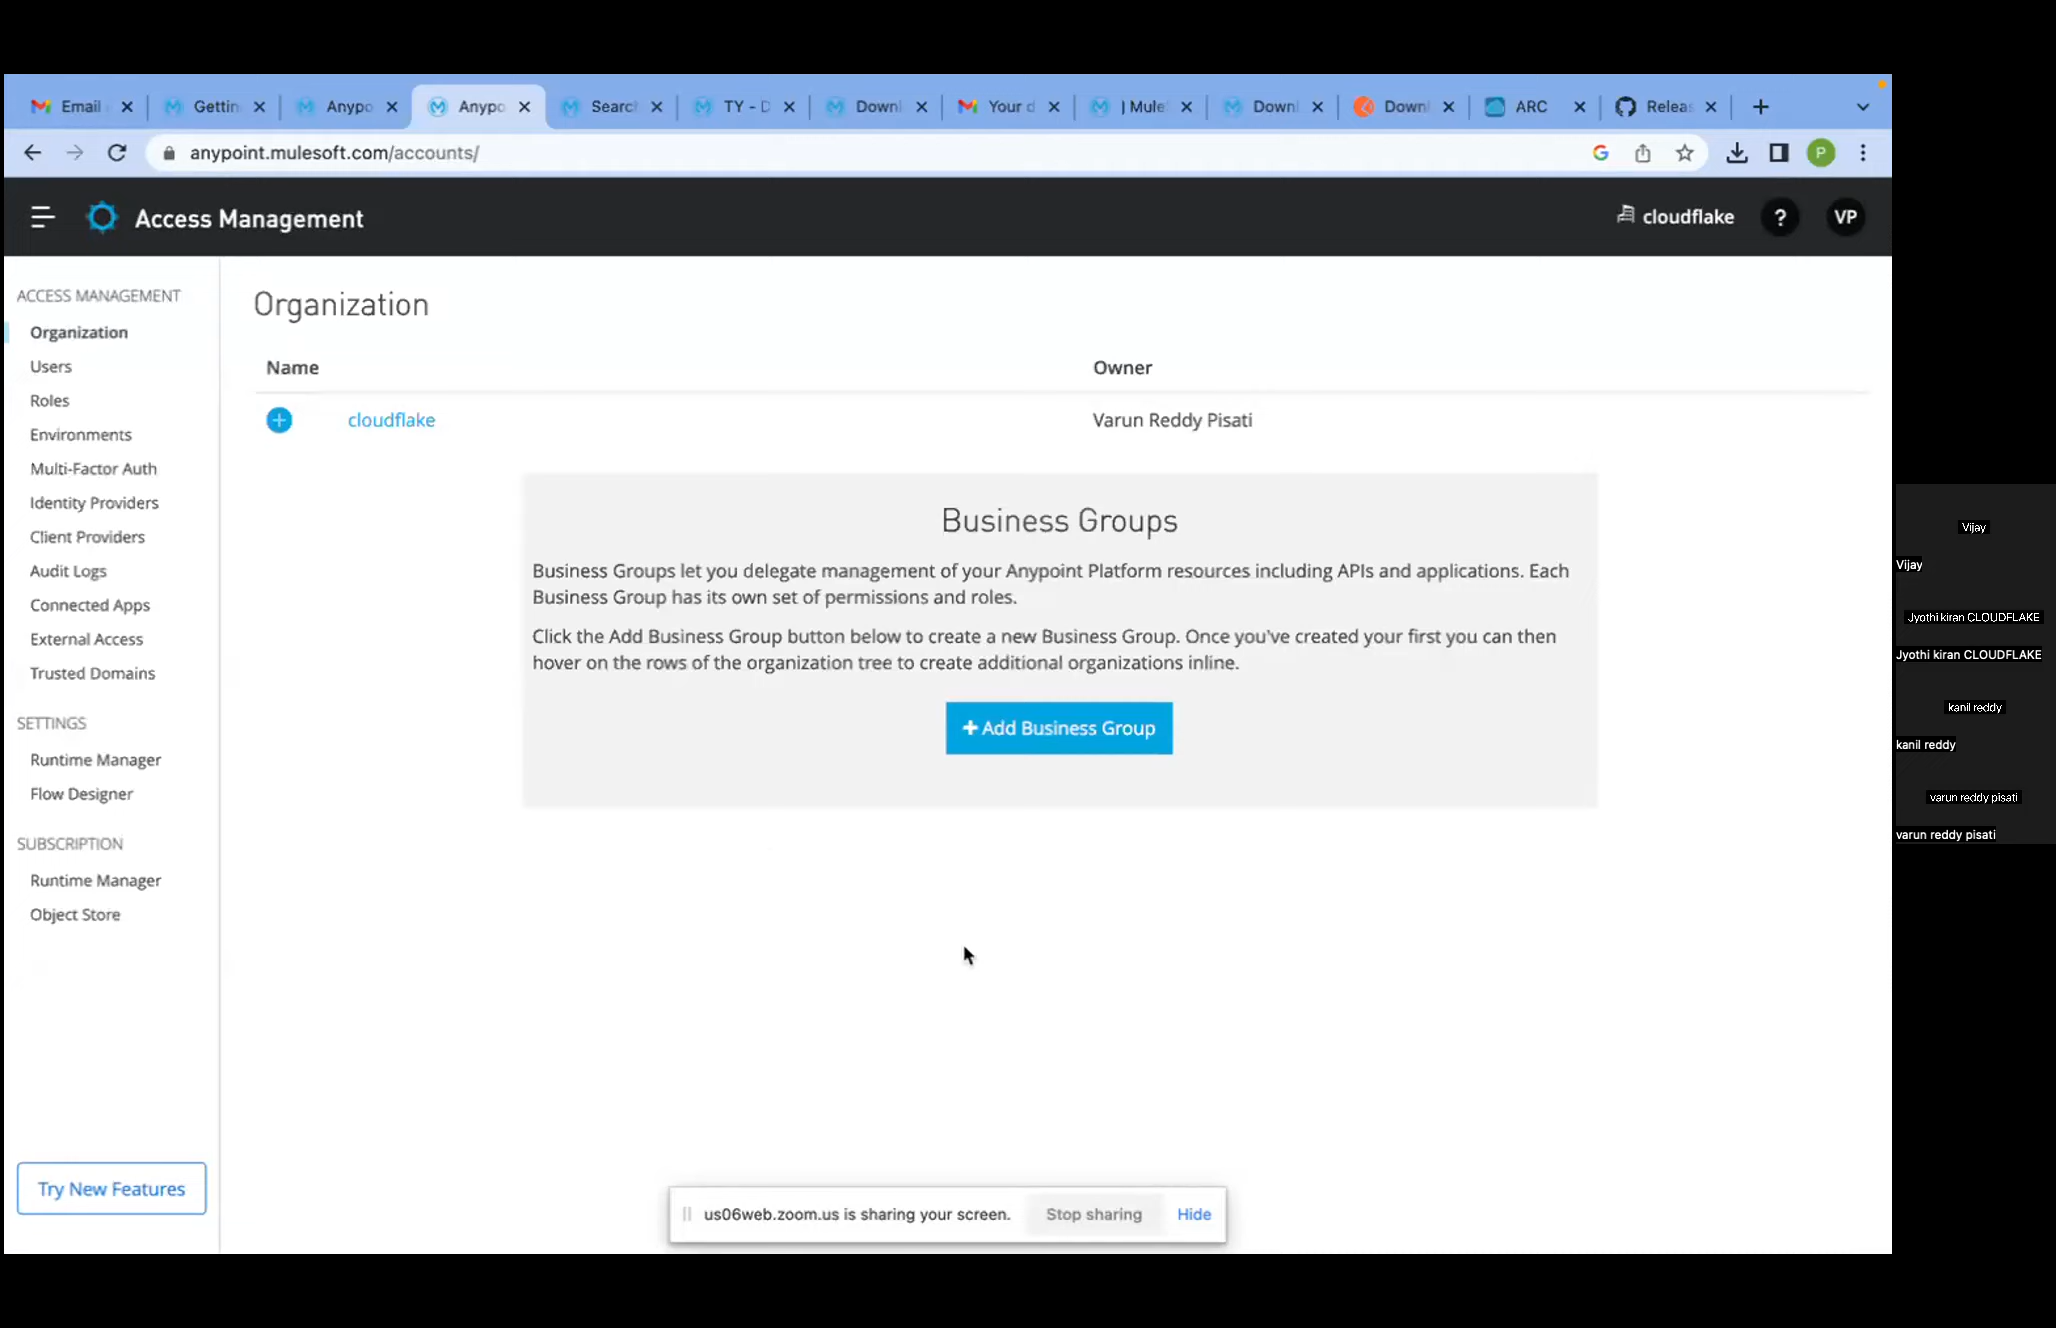 Email
Gettin
Anypo
Anypo
Search
TY - D
Downl
Your d
| Mule
Downl
Downl
ARC
Relea
anypoint.mulesoft.com/accounts/
P
Access Management
cloudflake
?
VP
ACCESS MANAGEMENT
Organization
Users
Roles
Environments
Multi-Factor Auth
Identity Providers
Client Providers
Audit Logs
Connected Apps
External Access
Trusted Domains
SETTINGS
Runtime Manager
Flow Designer
SUBSCRIPTION
Runtime Manager
Object Store
Try New Features
Organization
Name Owner
cloudflake Varun Reddy Pisati
Business Groups
Business Groups let you delegate management of your Anypoint Platform resources including APIs and applications. Each
Business Group has its own set of permissions and roles.
Click the Add Business Group button below to create a new Business Group. Once you've created your first you can then
hover on the rows of the organization tree to create additional organizations inline.
+ Add Business Group
us06web.zoom.us is sharing your screen. Stop sharing Hide
Vijay
Vijay
Jyothi kiran CLOUDFLAKE
Jyothi kiran CLOUDFLAKE
kanil reddy
kanil reddy
varun reddy pisati
varun reddy pisati